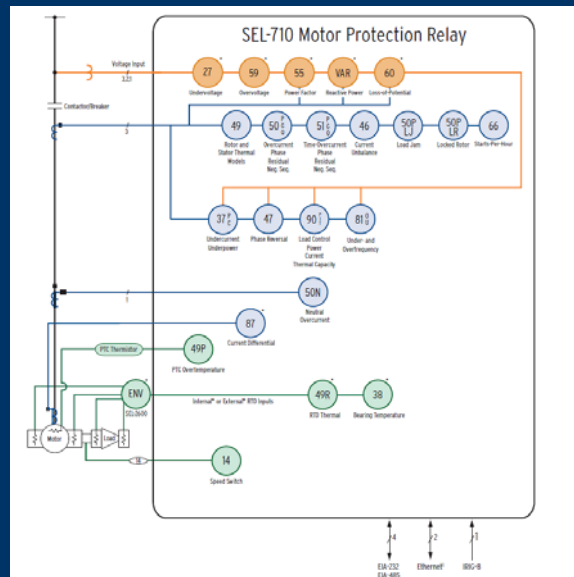 SEL-710 Motor Protection Relay
Voltage Input
27
59
55
VAR
60
Undervoltage
Overvoltage
Power Factor
Reactive Power
Loss-of-Potential
Contactor/Breaker
3
49
50 P G Q
51 P G Q
46
50P LJ
50P LR
66
Rotor and Stator Thermal Models
Overcurrent Phase Residual Neg. Seq.
Time-Overcurrent Phase Residual Neg. Seq.
Current Unbalance
Load Jam
Locked Rotor
Starts-Per-Hour
37 P C
47
90
81 O U
Undercurrent Underpower
Phase Reversal
Load Control Power Current Thermal Capacity
Under- and Overfrequency
1
50N
Neutral Overcurrent
87
Current Differential
PTC Thermistor
49P
PTC Overtemperature
ENV
SEL-2600
Internal* or External* RTD Inputs
49R
38
RTD Thermal
Bearing Temperature
Motor
Load
14
Speed Switch
4
2
1
EIA-232
EIA-485
Ethernet*
IRIG-B